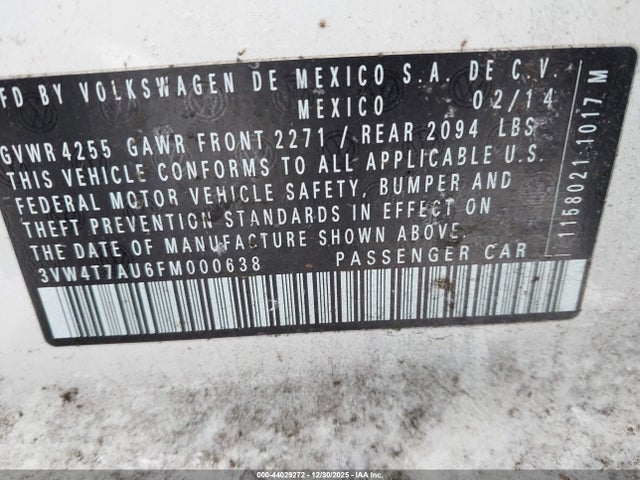 FD BY VOLKSWAGEN DE MEXICO S.A. DE C.V.
MEXICO 02/14
GVWR 4255 GAWR FRONT 2271 / REAR 2094 LBS
THIS VEHICLE CONFORMS TO ALL APPLICABLE U.S.
FEDERAL MOTOR VEHICLE SAFETY, BUMPER AND
THEFT PREVENTION STANDARDS IN EFFECT ON
THE DATE OF MANUFACTURE SHOWN ABOVE.
3VW4T7AU6FM000638 PASSENGER CAR
1158021 1017 M
000-44029272 - 12/30/2025 - IAAI.CA